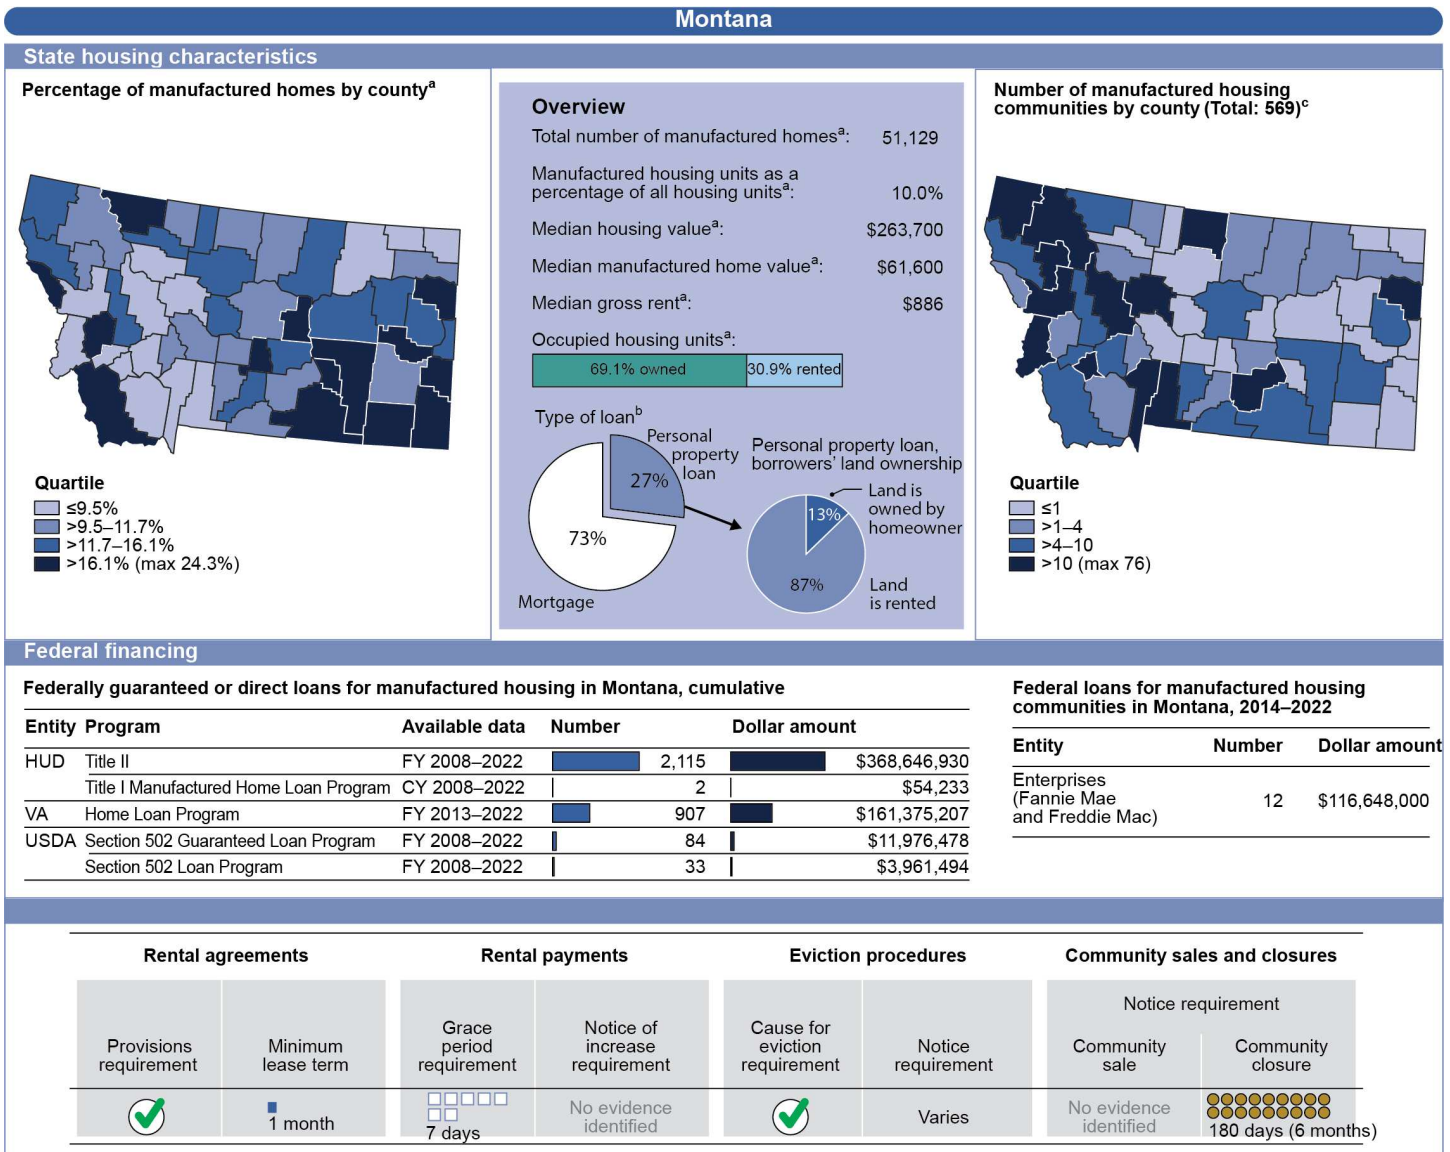 Montana
State housing characteristics
Percentage of manufactured homes by countyᵃ
Quartile
≤9.5%
>9.5–11.7%
>11.7–16.1%
>16.1% (max 24.3%)
Overview
Total number of manufactured homesᵃ: 51,129
Manufactured housing units as a
percentage of all housing unitsᵃ: 10.0%
Median housing valueᵃ: $263,700
Median manufactured home valueᵃ: $61,600
Median gross rentᵃ: $886
Occupied housing unitsᵃ:
69.1% owned 30.9% rented
Type of loanᵇ
Personal
property
loan
27%
73%
Mortgage
Personal property loan,
borrowers’ land ownership
Land is
owned by
homeowner
13%
87%
Land
is rented
Number of manufactured housing
communities by county (Total: 569)ᶜ
Quartile
≤1
>1–4
>4–10
>10 (max 76)
Federal financing
Federally guaranteed or direct loans for manufactured housing in Montana, cumulative
Entity Program Available data Number Dollar amount
HUD Title II FY 2008–2022 2,115 $368,646,930
Title I Manufactured Home Loan Program CY 2008–2022 2 $54,233
VA Home Loan Program FY 2013–2022 907 $161,375,207
USDA Section 502 Guaranteed Loan Program FY 2008–2022 84 $11,976,478
Section 502 Loan Program FY 2008–2022 33 $3,961,494
Federal loans for manufactured housing
communities in Montana, 2014–2022
Entity Number Dollar amount
Enterprises
(Fannie Mae
and Freddie Mac) 12 $116,648,000
Rental agreements
Provisions
requirement
Minimum
lease term
1 month
Rental payments
Grace
period
requirement
7 days
Notice of
increase
requirement
No evidence
identified
Eviction procedures
Cause for
eviction
requirement
Notice
requirement
Varies
Community sales and closures
Notice requirement
Community
sale
No evidence
identified
Community
closure
180 days (6 months)